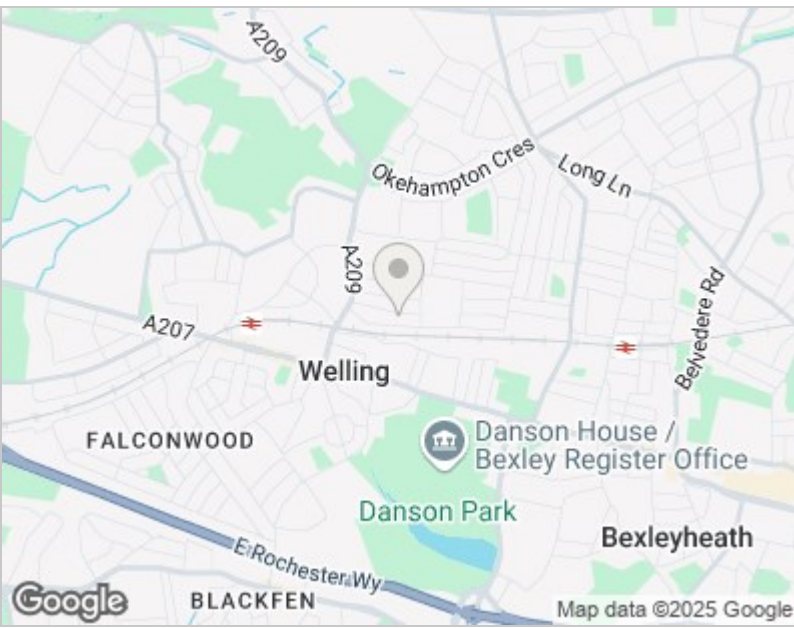 A209
Okehampton Cres
Long Ln
A209
Belvedere Rd
A207
Welling
FALCONWOOD
Danson House /
Bexley Register Office
Danson Park
Bexleyheath
E Rochester Wy
BLACKFEN
Google
Map data ©2025 Google